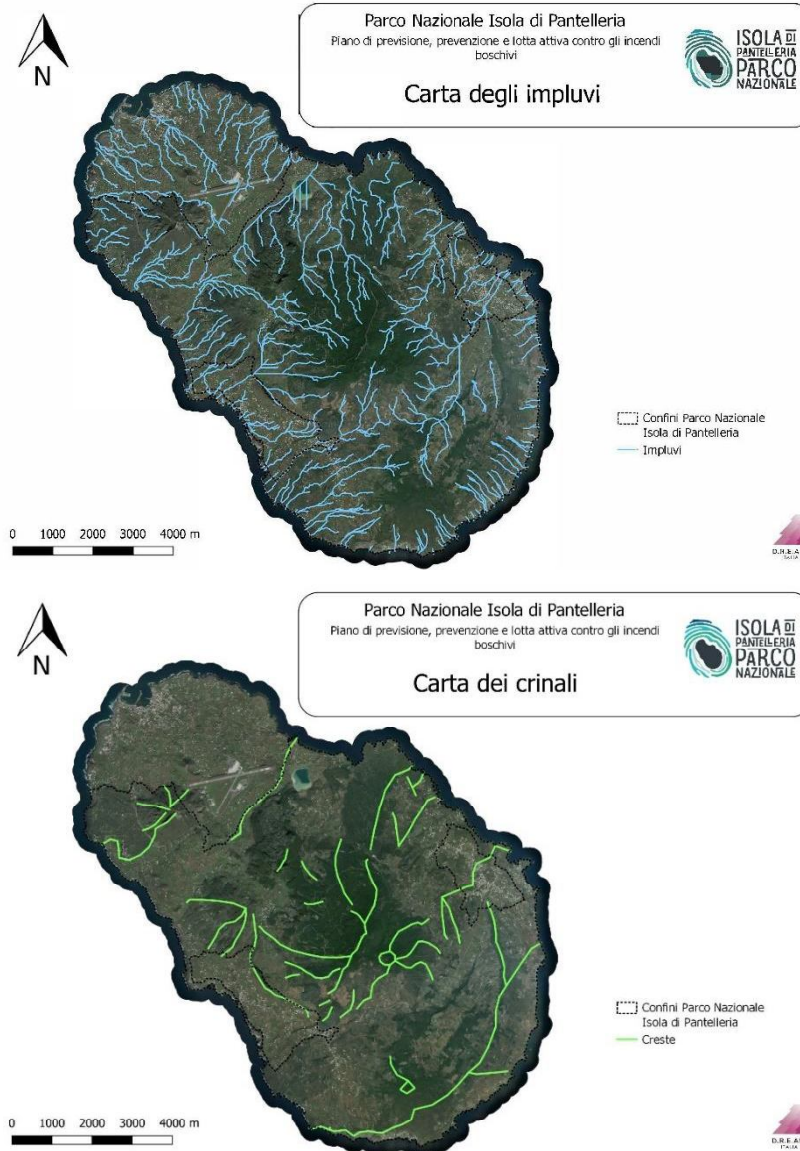 N
Parco Nazionale Isola di Pantelleria
Piano di previsione, prevenzione e lotta attiva contro gli incendi
boschivi
Carta degli impluvi
ISOLA DI
PANTELLERIA
PARCO
NAZIONALE
Confini Parco Nazionale
Isola di Pantelleria
Impluvi
0 1000 2000 3000 4000 m
D.R.E.A
ITALIA
N
Parco Nazionale Isola di Pantelleria
Piano di previsione, prevenzione e lotta attiva contro gli incendi
boschivi
Carta dei crinali
ISOLA DI
PANTELLERIA
PARCO
NAZIONALE
Confini Parco Nazionale
Isola di Pantelleria
Creste
0 1000 2000 3000 4000 m
D.R.E.A
ITALIA